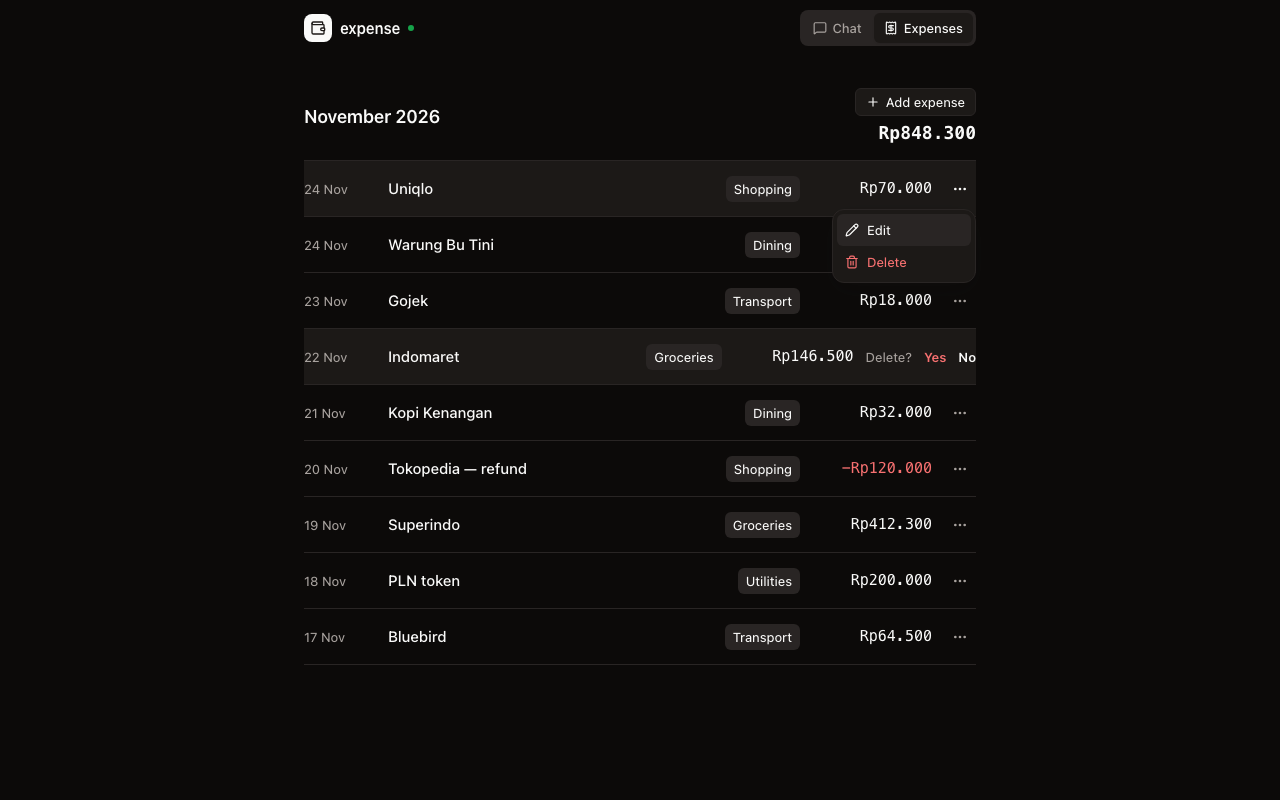 expense
Chat
Expenses
November 2026
Add expense
Rp848.300
24 Nov Uniqlo Shopping Rp70.000
Edit
24 Nov Warung Bu Tini Dining
Delete
23 Nov Gojek Transport Rp18.000
22 Nov Indomaret Groceries Rp146.500 Delete? Yes No
21 Nov Kopi Kenangan Dining Rp32.000
20 Nov Tokopedia — refund Shopping −Rp120.000
19 Nov Superindo Groceries Rp412.300
18 Nov PLN token Utilities Rp200.000
17 Nov Bluebird Transport Rp64.500